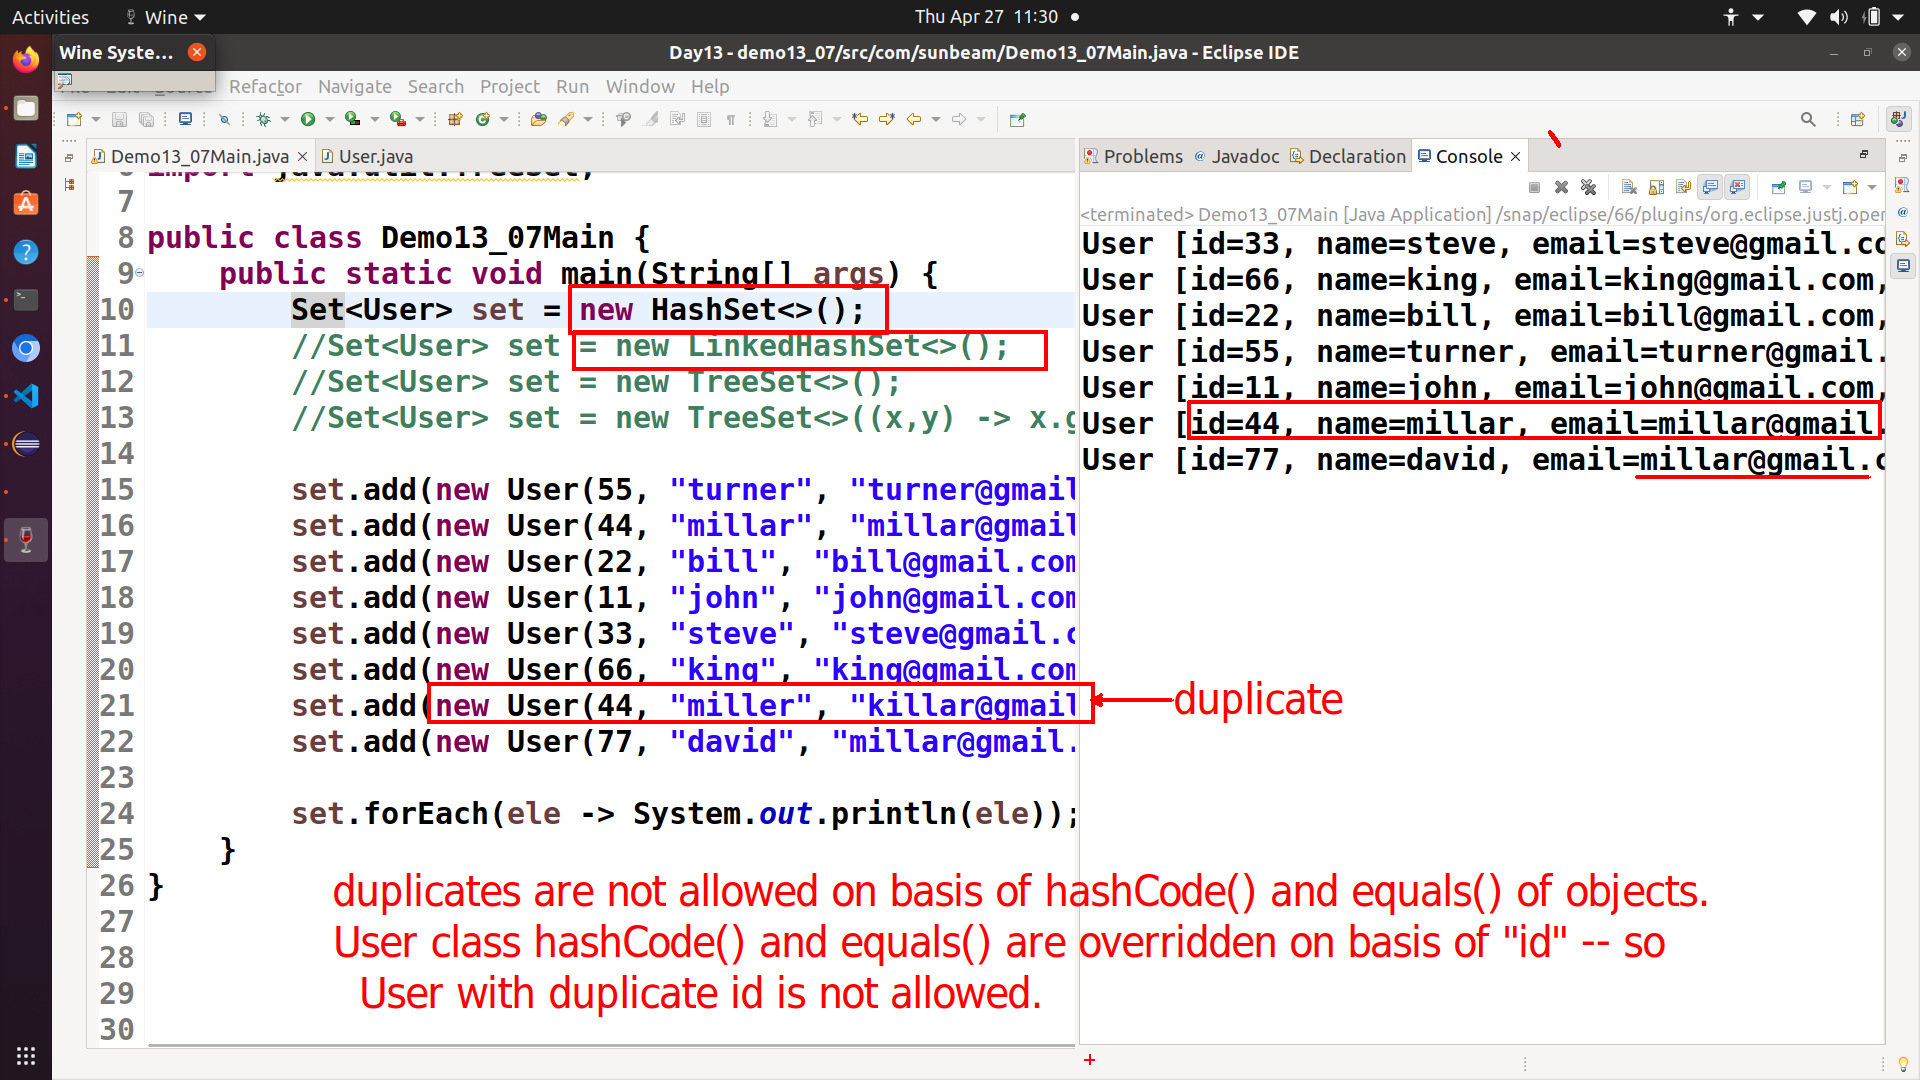 Activities
Wine
Thu Apr 27 11:30
Wine Syste...
Day13 - demo13_07/src/com/sunbeam/Demo13_07Main.java - Eclipse IDE
Refactor Navigate Search Project Run Window Help
Demo13_07Main.java
User.java
Problems
Javadoc
Declaration
Console
<terminated> Demo13_07Main [Java Application] /snap/eclipse/66/plugins/org.eclipse.justj.oper
7
8 public class Demo13_07Main {
9 public static void main(String[] args) {
10 Set<User> set = new HashSet<>();
11 //Set<User> set = new LinkedHashSet<>();
12 //Set<User> set = new TreeSet<>();
13 //Set<User> set = new TreeSet<>((x,y) -> x.g
14
15 set.add(new User(55, "turner", "turner@gmail
16 set.add(new User(44, "millar", "millar@gmail
17 set.add(new User(22, "bill", "bill@gmail.com
18 set.add(new User(11, "john", "john@gmail.com
19 set.add(new User(33, "steve", "steve@gmail.c
20 set.add(new User(66, "king", "king@gmail.com
21 set.add(new User(44, "miller", "killar@gmail
22 set.add(new User(77, "david", "millar@gmail.
23
24 set.forEach(ele -> System.out.println(ele));
25 }
26 }
27
28
29
30
User [id=33, name=steve, email=steve@gmail.co
User [id=66, name=king, email=king@gmail.com,
User [id=22, name=bill, email=bill@gmail.com,
User [id=55, name=turner, email=turner@gmail.
User [id=11, name=john, email=john@gmail.com,
User [id=44, name=millar, email=millar@gmail.
User [id=77, name=david, email=millar@gmail.c
duplicate
duplicates are not allowed on basis of hashCode() and equals() of objects.
User class hashCode() and equals() are overridden on basis of "id" -- so
User with duplicate id is not allowed.